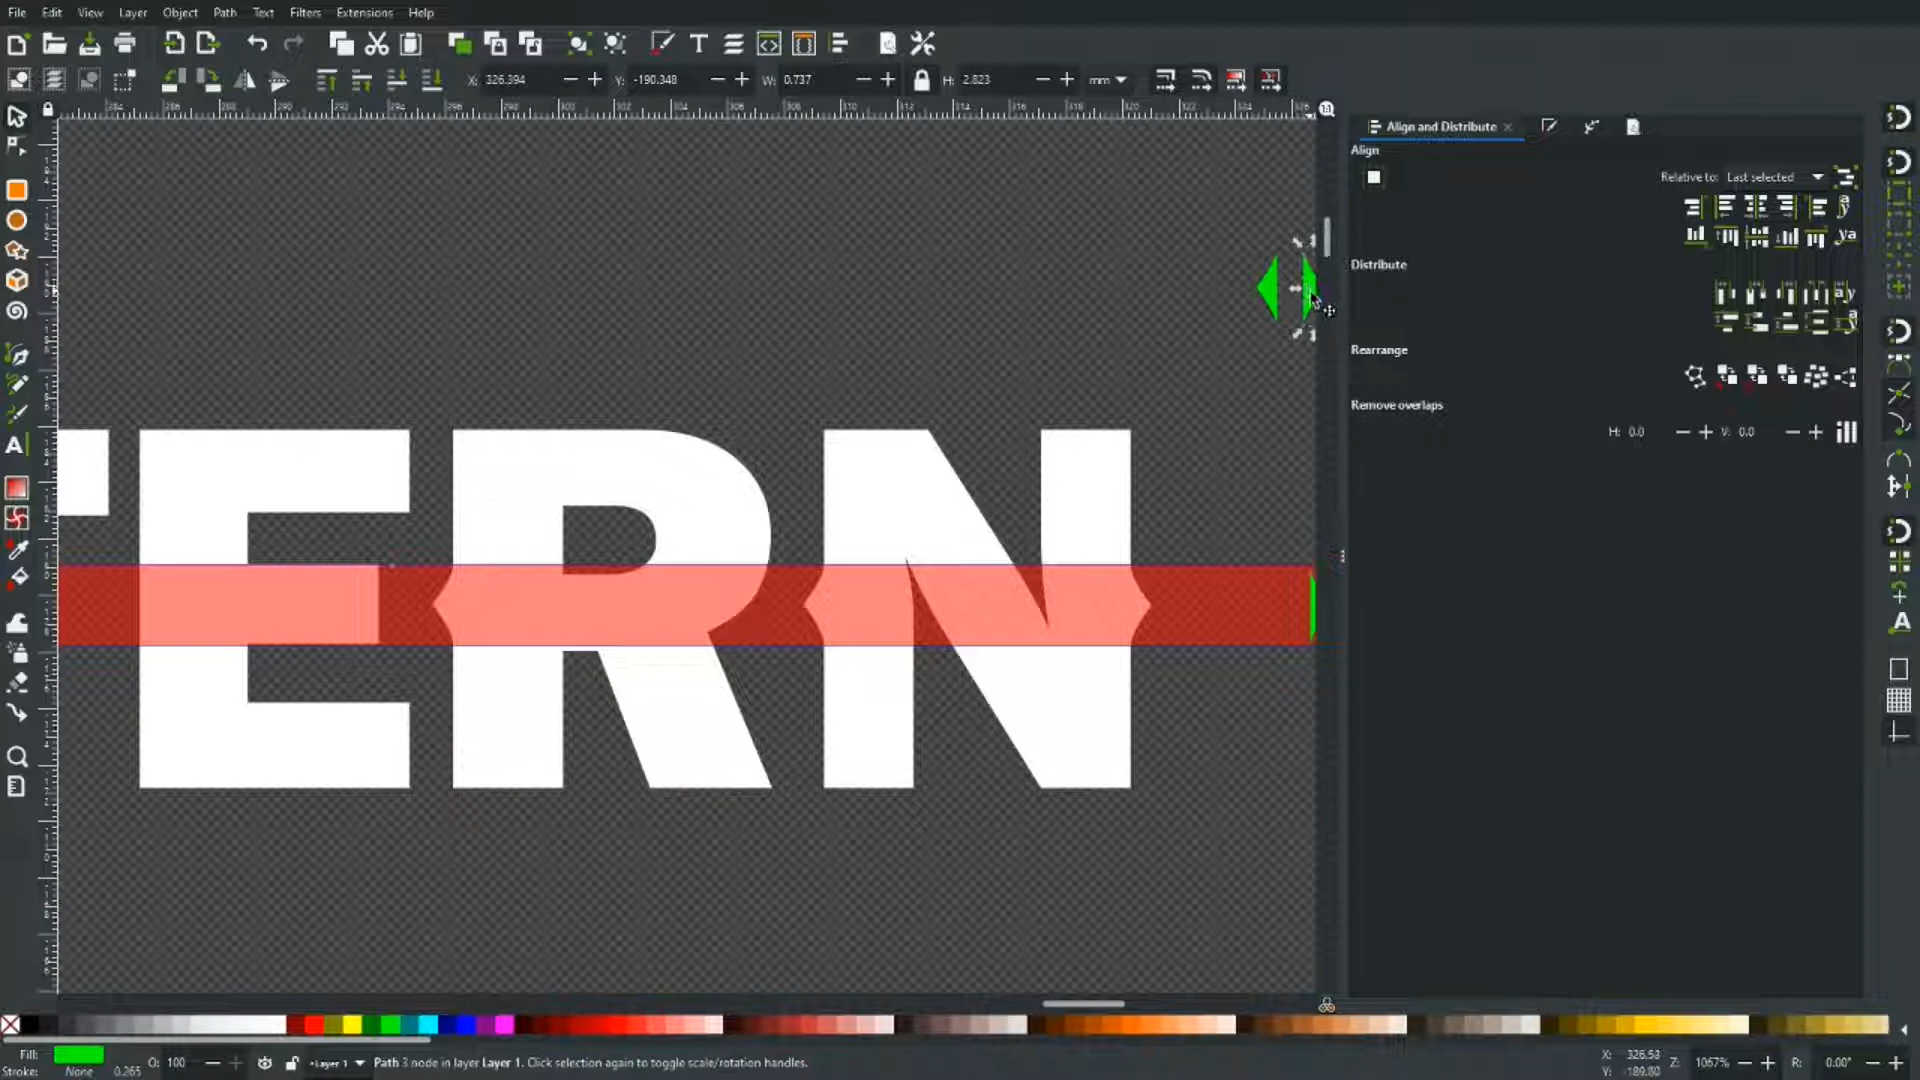 File Edit View Layer Object Path Text Filters Extensions Help
X: 326.394 Y: -190.348 W: 0.737 H: 2.823 mm
Align and Distribute
Align
Relative to: Last selected
Distribute
Rearrange
Remove overlaps
H: 0.0 V: 0.0
TERN
Fill: O: 100 Layer 1 Path 3 node in layer Layer 1. Click selection again to toggle scale/rotation handles. X: 326.53 Z: 1067% R: 0.00°
Stroke: None 0.265 Y: -189.80